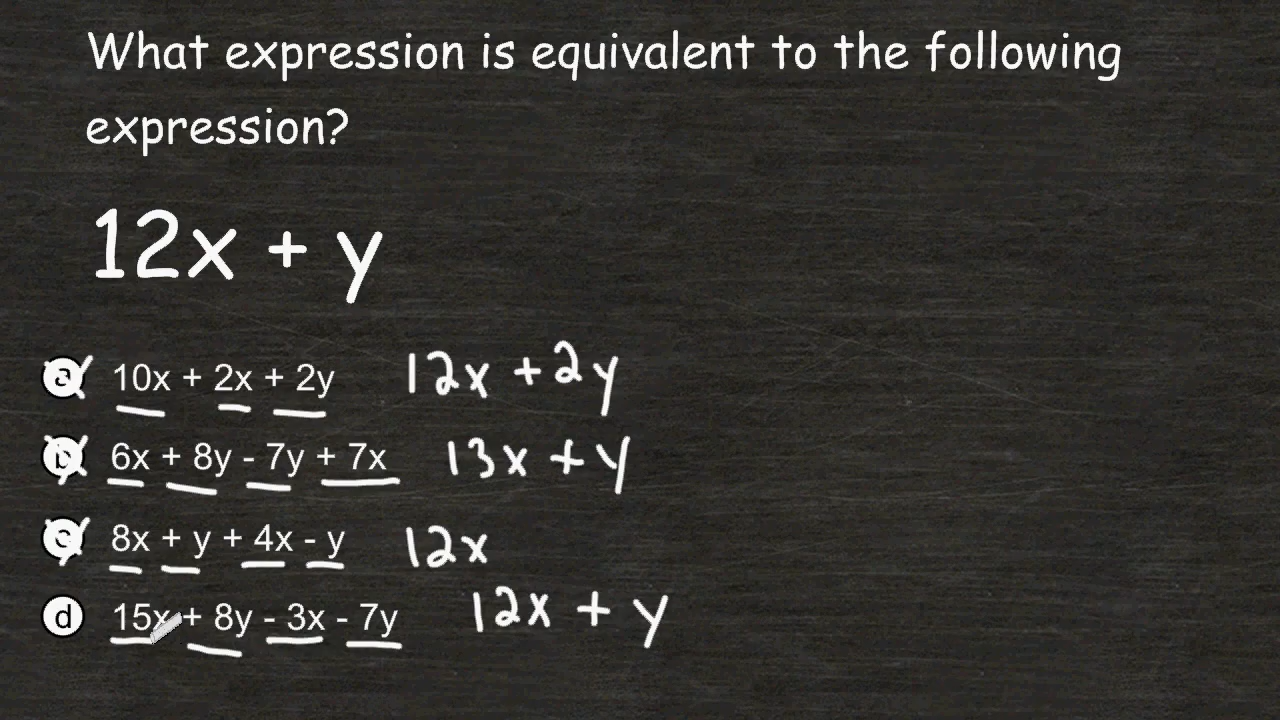 What expression is equivalent to the following
expression?
12x + y
a 10x + 2x + 2y 12x + 2y
b 6x + 8y - 7y + 7x 13x + y
c 8x + y + 4x - y 12x
d 15x + 8y - 3x - 7y 12x + y